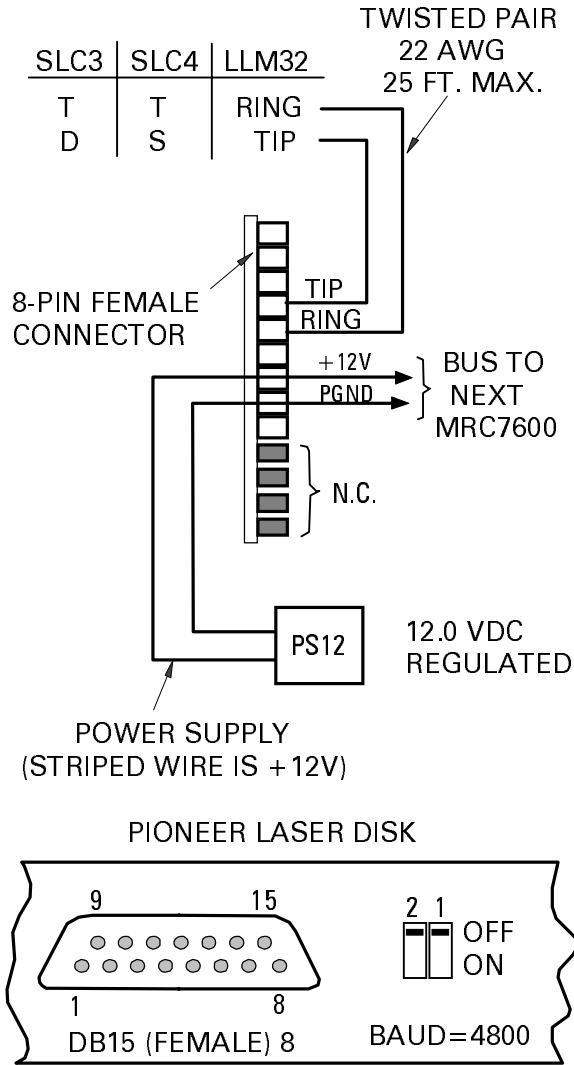 TWISTED PAIR
22 AWG
25 FT. MAX.
SLC3 SLC4 LLM32
T T RING
D S TIP
TIP
8-PIN FEMALE
CONNECTOR
RING
+12V
PGND
BUS TO
NEXT
MRC7600
N.C.
PS12
12.0 VDC
REGULATED
POWER SUPPLY
(STRIPED WIRE IS +12V)
PIONEER LASER DISK
9 15
2 1
OFF
ON
1 8
DB15 (FEMALE) 8
BAUD=4800